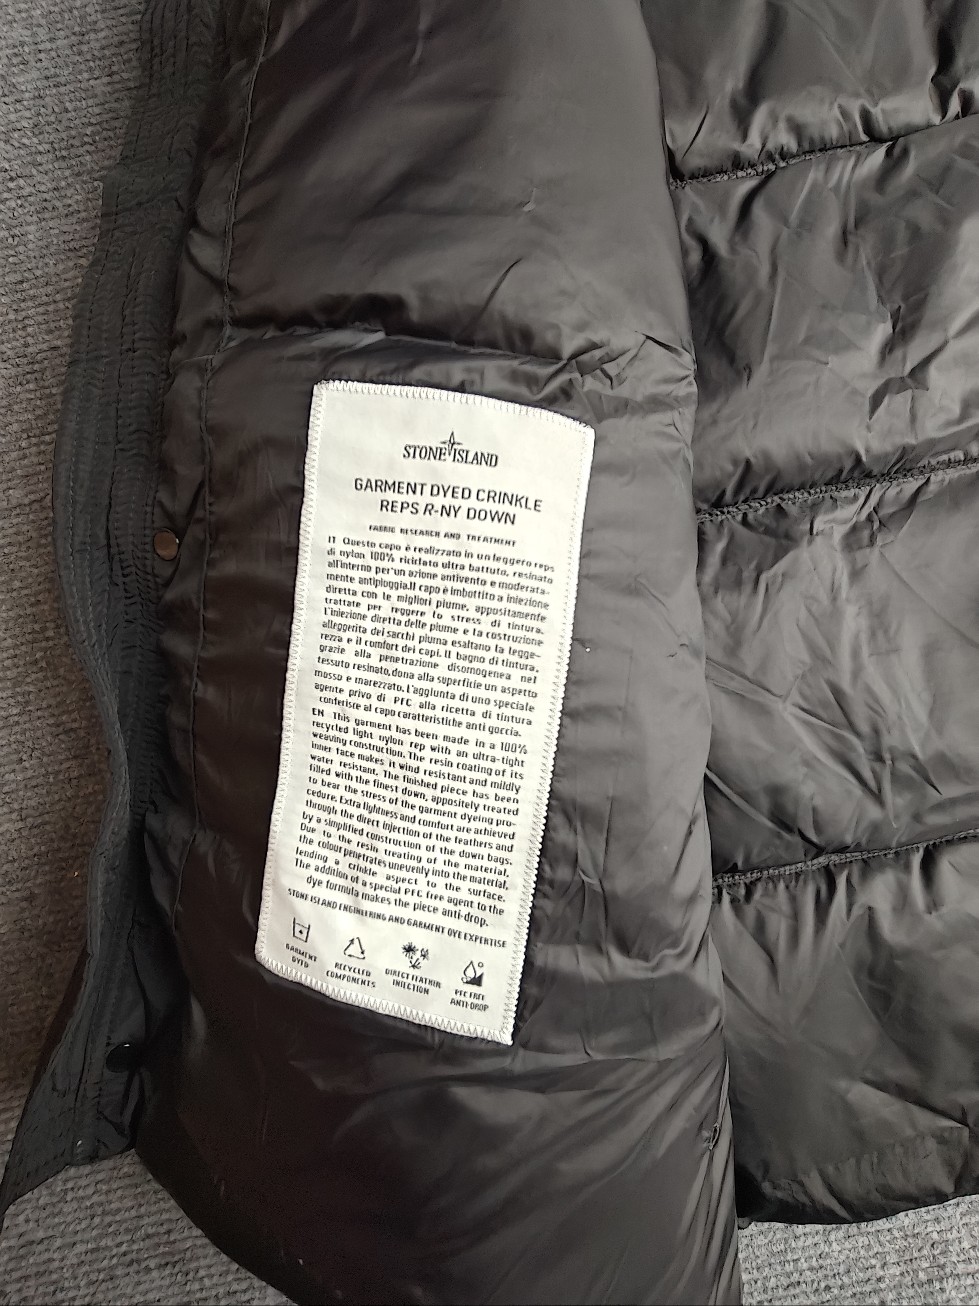 STONE ISLAND
GARMENT DYED CRINKLE
REPS R-NY DOWN
FABRIC RESEARCH AND TREATMENT
IT Questo capo è realizzato in un leggero reps
di nylon 100% riciclato ultra battuto, resinato
all'interno per un azione antivento e moderata-
mente antipioggia.Il capo è imbottito a iniezione
diretta con le migliori piume, appositamente
trattate per reggere lo stress di tintura.
L'iniezione diretta delle piume e la costruzione
alleggerita dei sacchi piuma esaltano la legge-
rezza e il comfort dei capi. Il bagno di tintura,
grazie alla penetrazione disomogenea nel
tessuto resinato, dona alla superficie un aspetto
mosso e marezzato. L'aggiunta di uno speciale
agente privo di PFC alla ricetta di tintura
conferisce al capo caratteristiche anti goccia.
EN This garment has been made in a 100%
recycled light nylon rep with an ultra-tight
weaving construction. The resin coating of its
inner face makes it wind resistant and mildly
water resistant. The finished piece has been
filled with the finest down, appositely treated
to bear the stress of the garment dyeing pro-
cedure. Extra lightness and comfort are achieved
through the direct injection of the feathers and
by a simplified construction of the down bags.
Due to the resin treating of the material,
the colour penetrates unevenly into the material,
lending a crinkle aspect to the surface.
The addition of a special PFC free agent to the
dye formula makes the piece anti-drop.
STONE ISLAND ENGINEERING AND GARMENT DYE EXPERTISE
GARMENT
DYED
RECYCLED
COMPONENTS
DIRECT FEATHER
INJECTION
PFC FREE
ANTI-DROP